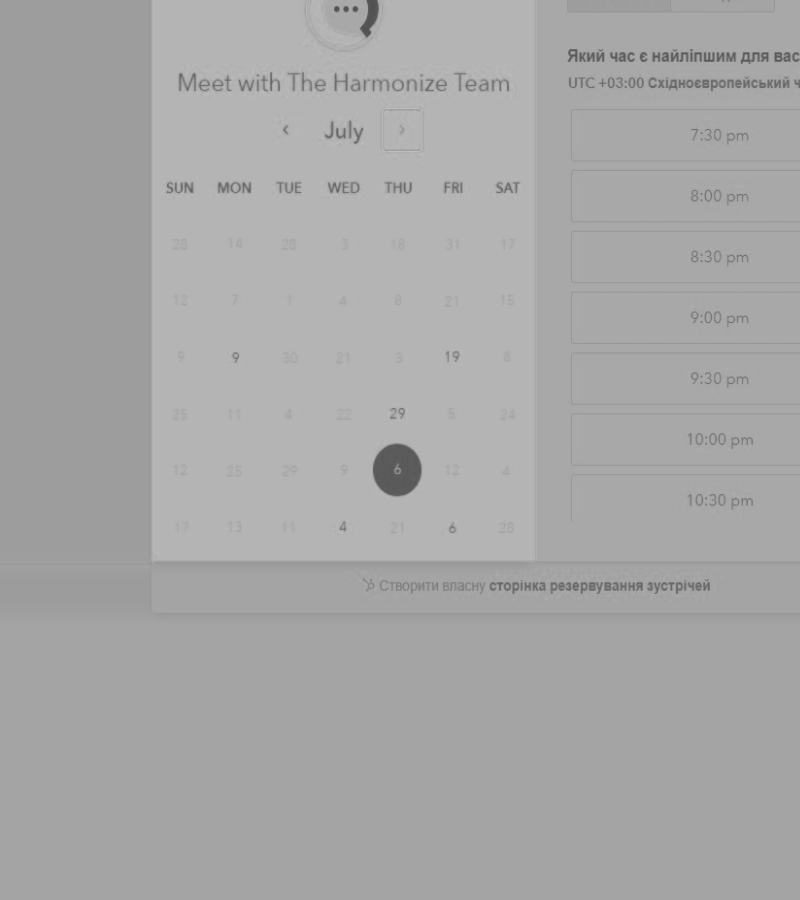 Meet with The Harmonize Team
July
SUN MON TUE WED THU FRI SAT
28 14 28 3 18 31 17
12 7 1 4 8 21 15
9 9 30 21 3 19 8
25 11 4 22 29 5 24
12 25 29 9 6 12 4
17 13 11 4 21 6 28
Який час є найліпшим для вас
UTC +03:00 Східноєвропейський ч
7:30 pm
8:00 pm
8:30 pm
9:00 pm
9:30 pm
10:00 pm
10:30 pm
Створити власну сторінка резервування зустрічей